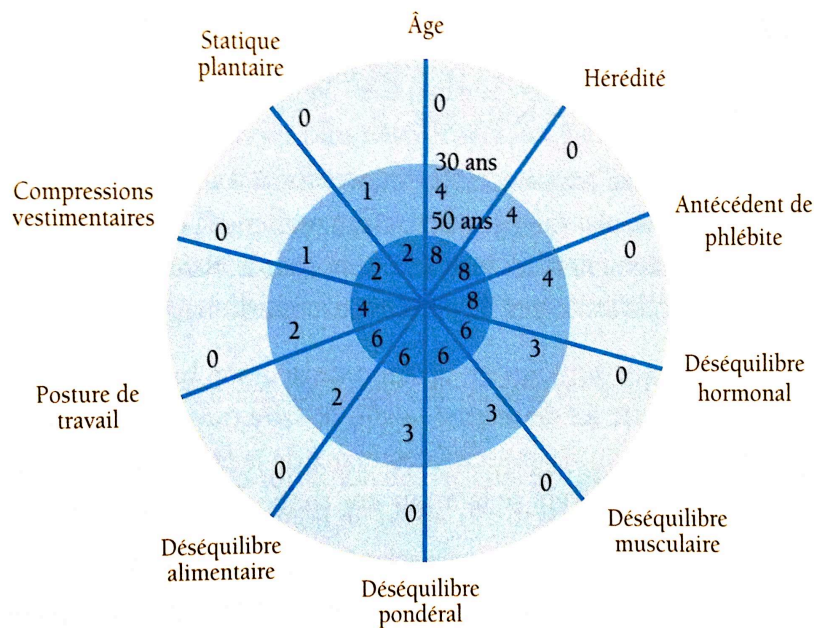 Âge
Statique
plantaire
Hérédité
0
0
0
30 ans
Compressions
vestimentaires
1
4
4
Antécédent de
phlébite
50 ans
0
0
1
2
2
8
8
4
4
8
2
6
6
3
0
6
6
0
Déséquilibre
hormonal
Posture de
travail
2
3
3
0
0
0
Déséquilibre
alimentaire
Déséquilibre
musculaire
Déséquilibre
pondéral